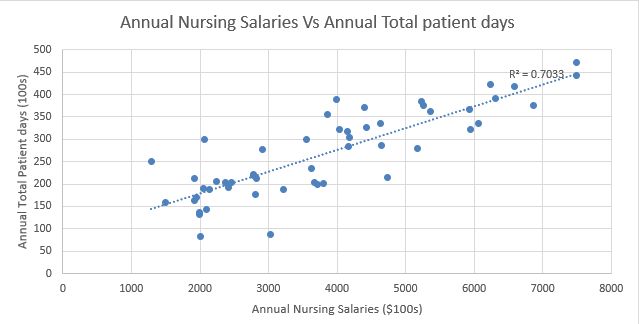 Annual Nursing Salaries Vs Annual Total patient days
500
450
400
350
300
250
200
150
100
50
0
Annual Total Patient days (100s)
R² = 0.7033
0 1000 2000 3000 4000 5000 6000 7000 8000
Annual Nursing Salaries ($100s)